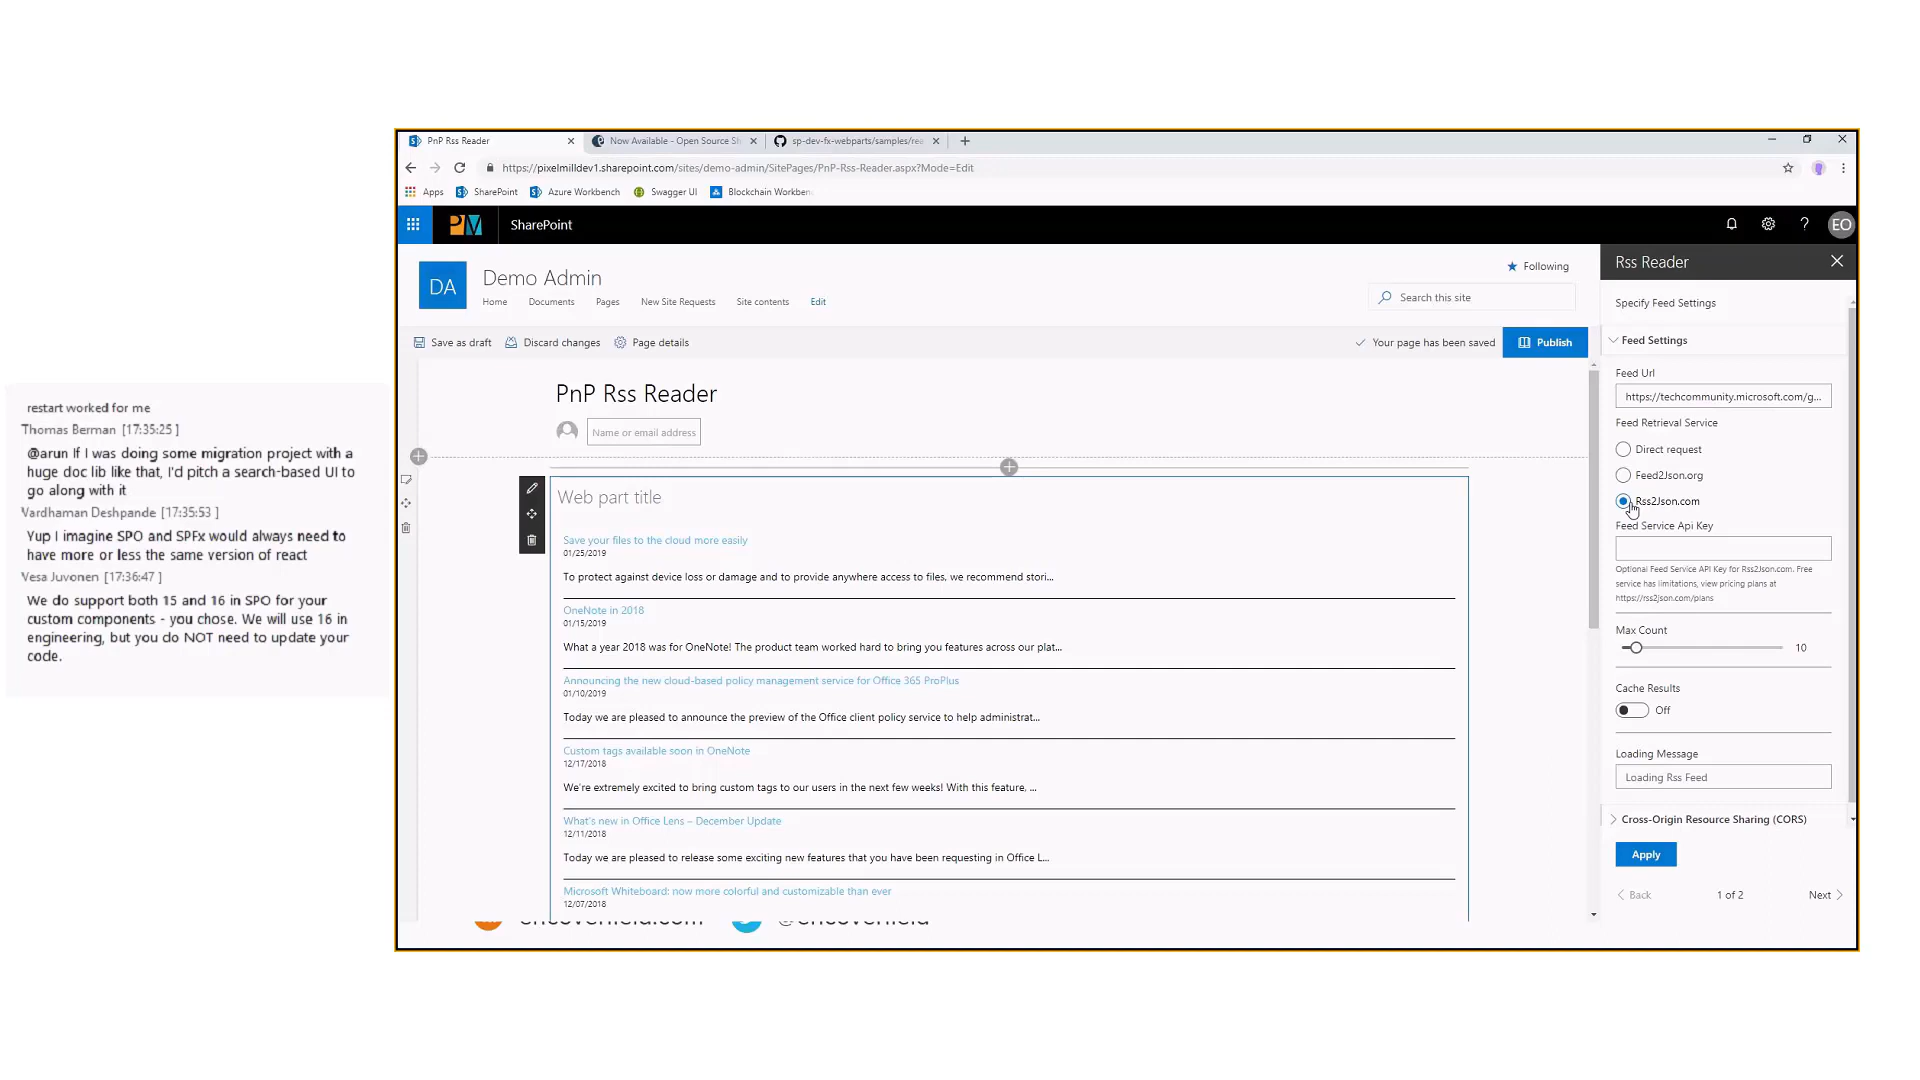 restart worked for me
Thomas Berman [17:35:25 ]
@arun If I was doing some migration project with a
huge doc lib like that, I'd pitch a search-based UI to
go along with it
Vardhaman Deshpande [17:35:53 ]
Yup I imagine SPO and SPFx would always need to
have more or less the same version of react
Vesa Juvonen [17:36:47 ]
We do support both 15 and 16 in SPO for your
custom components - you chose. We will use 16 in
engineering, but you do NOT need to update your
code.
PnP Rss Reader
Now Available - Open Source Sh
sp-dev-fx-webparts/samples/rea
https://pixelmilldev1.sharepoint.com/sites/demo-admin/SitePages/PnP-Rss-Reader.aspx?Mode=Edit
Apps
SharePoint
Azure Workbench
Swagger UI
Blockchain Workben
PM
SharePoint
EO
DA
Demo Admin
Home
Documents
Pages
New Site Requests
Site contents
Edit
Following
Search this site
Save as draft
Discard changes
Page details
Your page has been saved
Publish
PnP Rss Reader
Name or email address
Web part title
Save your files to the cloud more easily
01/25/2019
To protect against device loss or damage and to provide anywhere access to files, we recommend stori...
OneNote in 2018
01/15/2019
What a year 2018 was for OneNote! The product team worked hard to bring you features across our plat...
Announcing the new cloud-based policy management service for Office 365 ProPlus
01/10/2019
Today we are pleased to announce the preview of the Office client policy service to help administrat...
Custom tags available soon in OneNote
12/17/2018
We're extremely excited to bring custom tags to our users in the next few weeks! With this feature, ...
What's new in Office Lens – December Update
12/11/2018
Today we are pleased to release some exciting new features that you have been requesting in Office L...
Microsoft Whiteboard: now more colorful and customizable than ever
12/07/2018
Rss Reader
Specify Feed Settings
Feed Settings
Feed Url
https://techcommunity.microsoft.com/g...
Feed Retrieval Service
Direct request
Feed2Json.org
Rss2Json.com
Feed Service Api Key
Optional Feed Service API Key for Rss2Json.com. Free
service has limitations, view pricing plans at
https://rss2json.com/plans
Max Count
10
Cache Results
Off
Loading Message
Loading Rss Feed
Cross-Origin Resource Sharing (CORS)
Apply
Back
1 of 2
Next